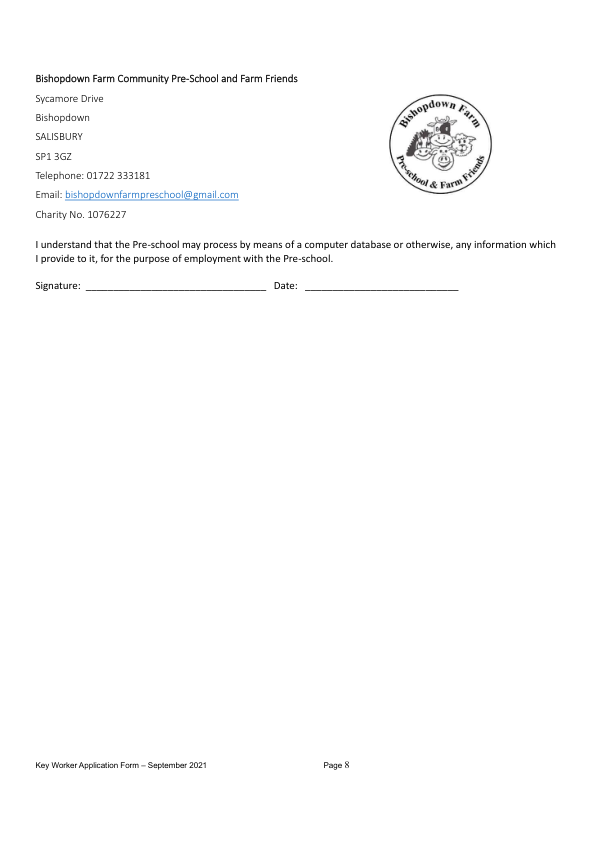 Bishopdown Farm Community Pre-School and Farm Friends
Sycamore Drive
Bishopdown
SALISBURY
SP1 3GZ
Telephone: 01722 333181
Email: bishopdownfarmpreschool@gmail.com
Charity No. 1076227
Bishopdown Farm
Pre-school & Farm Friends
I understand that the Pre-school may process by means of a computer database or otherwise, any information which
I provide to it, for the purpose of employment with the Pre-school.
Signature: _________________________________ Date: ____________________________
Key Worker Application Form – September 2021 Page 8